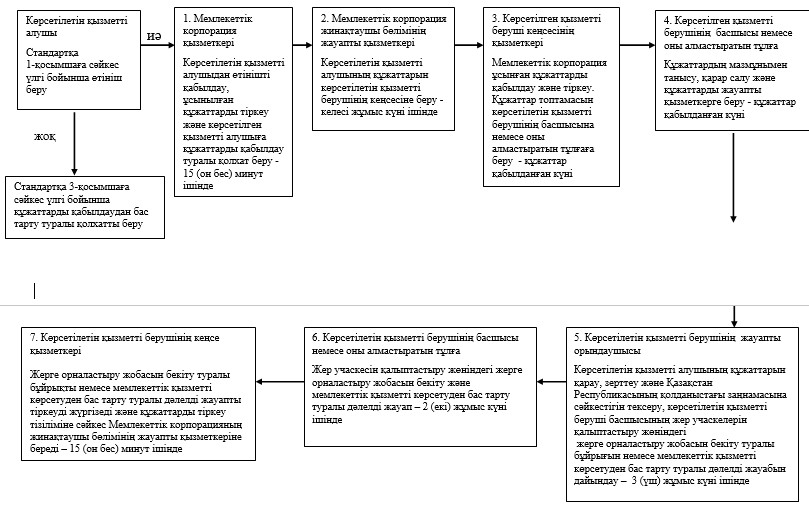 Көрсетілетін қызметті
алушы
Стандартқа
1-қосымшаға сәйкес
үлгі бойынша өтініш
беру
иә
жоқ
Стандартқа 3-қосымшаға
сәйкес үлгі бойынша
құжаттарды қабылдаудан бас
тарту туралы қолхатты беру
1. Мемлекеттік
корпорация
қызметкері
Көрсетілетін қызметті
алушыдан өтінішті
қабылдау,
ұсынылған
құжаттарды тіркеу
және көрсетілген
қызметті алушыға
құжаттарды қабылдау
туралы қолхат беру -
15 (он бес) минут
ішінде
2. Мемлекеттік корпорация
жинақтаушы бөлімінің
жауапты қызметкері
Көрсетілетін қызметті
алушының құжаттарын
көрсетілетін қызметті
берушінің кеңсесіне беру -
келесі жұмыс күні ішінде
3. Көрсетілген қызметті
беруші кеңсесінің
қызметкері
Мемлекеттік корпорация
ұсынған құжаттарды
қабылдау және тіркеу.
Құжаттар топтамасын
көрсетілетін қызметті
берушінің басшысына
немесе оны
алмастыратын тұлғаға
беру - құжаттар
қабылданған күні
4. Көрсетілген қызметті
берушінің басшысы немесе
оны алмастыратын тұлға
Құжаттардың мазмұнымен
танысу, қарар салу және
құжаттарды жауапты
қызметкерге беру - құжаттар
қабылданған күні
5. Көрсетілетін қызметті берушінің жауапты
орындаушысы
Көрсетілетін қызметті алушының құжаттарын
қарау, зерттеу және Қазақстан
Республикасының қолданыстағы заңнамасына
сәйкестігін тексеру, көрсетілетін қызметті
беруші басшысының жер учаскелерін
қалыптастыру жөніндегі
жерге орналастыру жобасын бекіту туралы
бұйрығын немесе мемлекеттік қызметті
көрсетуден бас тарту туралы дәлелді жауабын
дайындау – 3 (үш) жұмыс күні ішінде
6. Көрсетілетін қызметті берушінің басшысы
немесе оны алмастыратын тұлға
Жер учаскесін қалыптастыру жөніндегі жерге
орналастыру жобасын бекіту және
мемлекеттік қызметті көрсетуден бас тарту
туралы дәлелді жауап – 2 (екі) жұмыс күні
ішінде
7. Көрсетілетін қызметті берушінің кеңсе
қызметкері
Жерге орналастыру жобасын бекіту туралы
бұйрықты немесе мемлекеттік қызметті
көрсетуден бас тарту туралы дәлелді жауапты
тіркеуді жүргізеді және құжаттарды тіркеу
тізіліміне сәйкес Мемлекеттік корпорацияның
жинақтаушы бөлімінің жауапты қызметкеріне
береді – 15 (он бес) минут ішінде